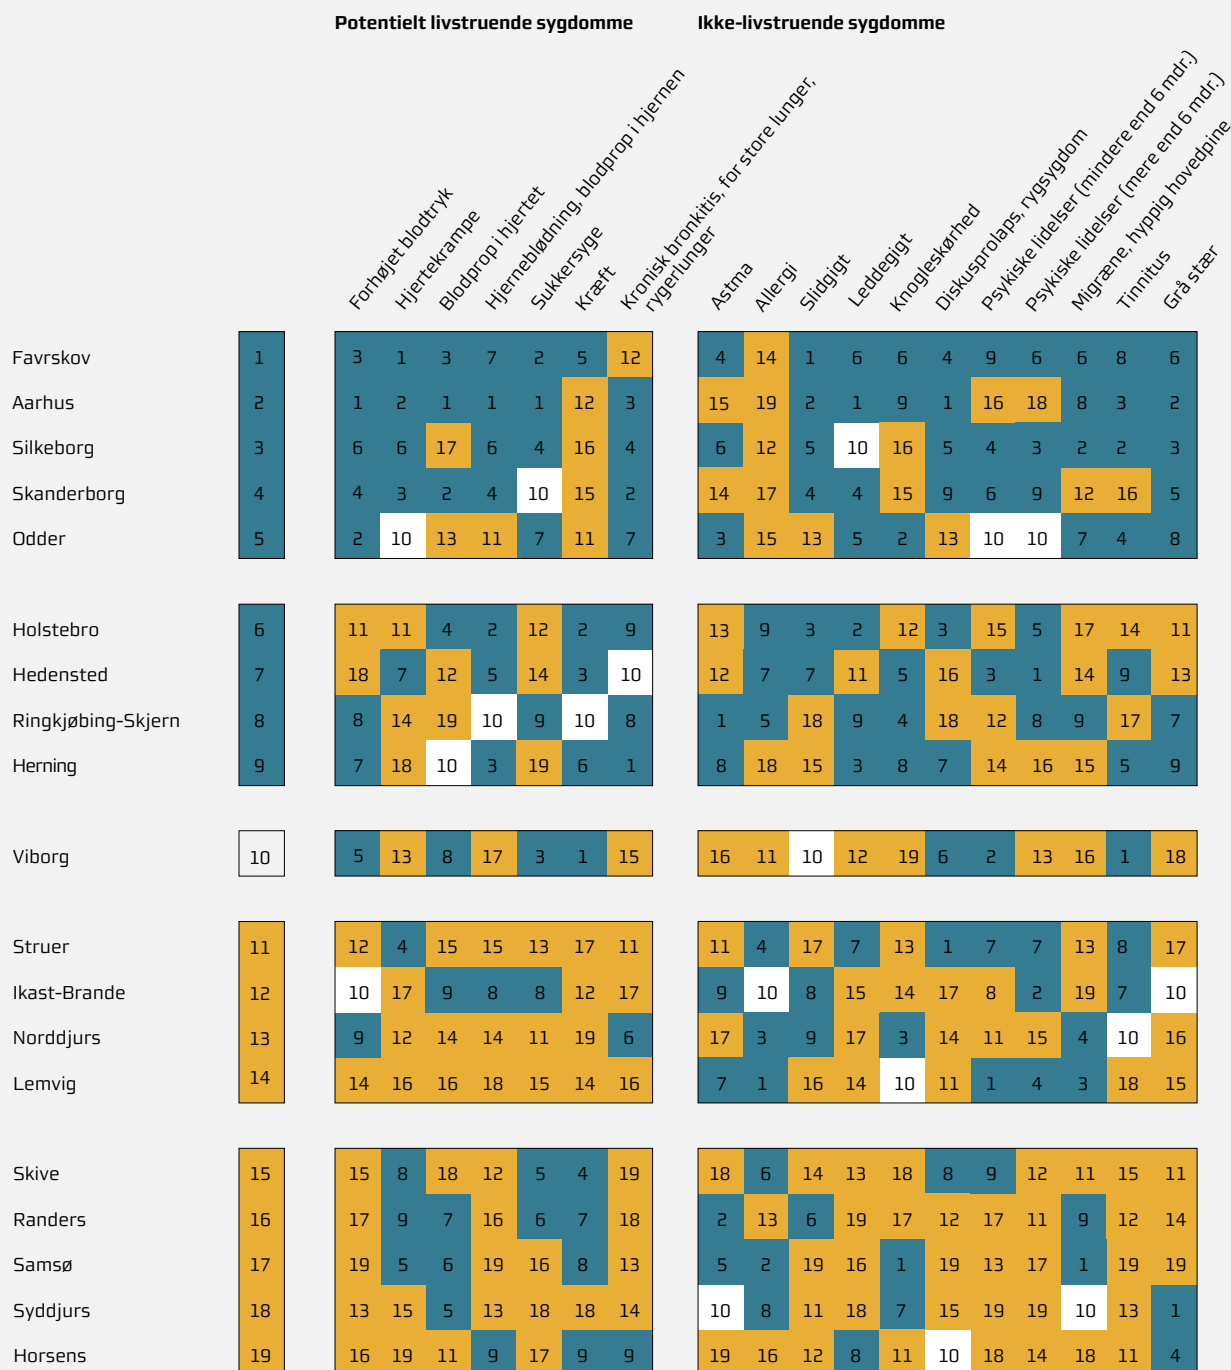 Potentielt livstruende sygdomme Ikke-livstruende sygdomme
Forhøjet blodtryk
Hjertekrampe
Blodprop i hjertet
Hjerneblødning, blodprop i hjernen
Sukkersyge
Kræft
Kronisk bronkitis, for store lunger,
rygerlunger
Astma
Allergi
Slidgigt
Leddegigt
Knogleskørhed
Diskusprolaps, rygsygdom
Psykiske lidelser (mindere end 6 mdr.)
Psykiske lidelser (mere end 6 mdr.)
Migræne, hyppig hovedpine
Tinnitus
Grå stær
Favrskov 1 3 1 3 7 2 5 12 4 14 1 6 6 4 9 6 6 8 6
Aarhus 2 1 2 1 1 1 12 3 15 19 2 1 9 1 16 18 8 3 2
Silkeborg 3 6 6 17 6 4 16 4 6 12 5 10 16 5 4 3 2 2 3
Skanderborg 4 4 3 2 4 10 15 2 14 17 4 4 15 9 6 9 12 16 5
Odder 5 2 10 13 11 7 11 7 3 15 13 5 2 13 10 10 7 4 8
Holstebro 6 11 11 4 2 12 2 9 13 9 3 2 12 3 15 5 17 14 11
Hedensted 7 18 7 12 5 14 3 10 12 7 7 11 5 16 3 1 14 9 13
Ringkjøbing-Skjern 8 8 14 19 10 9 10 8 1 5 18 9 4 18 12 8 9 17 7
Herning 9 7 18 10 3 19 6 1 8 18 15 3 8 7 14 16 15 5 9
Viborg 10 5 13 8 17 3 1 15 16 11 10 12 19 6 2 13 16 1 18
Struer 11 12 4 15 15 13 17 11 11 4 17 7 13 1 7 7 13 8 17
Ikast-Brande 12 10 17 9 8 8 12 17 9 10 8 15 14 17 8 2 19 7 10
Norddjurs 13 9 12 14 14 11 19 6 17 3 9 17 3 14 11 15 4 10 16
Lemvig 14 14 16 16 18 15 14 16 7 1 16 14 10 11 1 4 3 18 15
Skive 15 15 8 18 12 5 4 19 18 6 14 13 18 8 9 12 11 15 11
Randers 16 17 9 7 16 6 7 18 2 13 6 19 17 12 17 11 9 12 14
Samsø 17 19 5 6 19 16 8 13 5 2 19 16 1 19 13 17 1 19 19
Syddjurs 18 13 15 5 13 18 18 14 10 8 11 18 7 15 19 19 10 13 1
Horsens 19 16 19 11 9 17 9 9 19 16 12 8 11 10 18 14 18 11 4